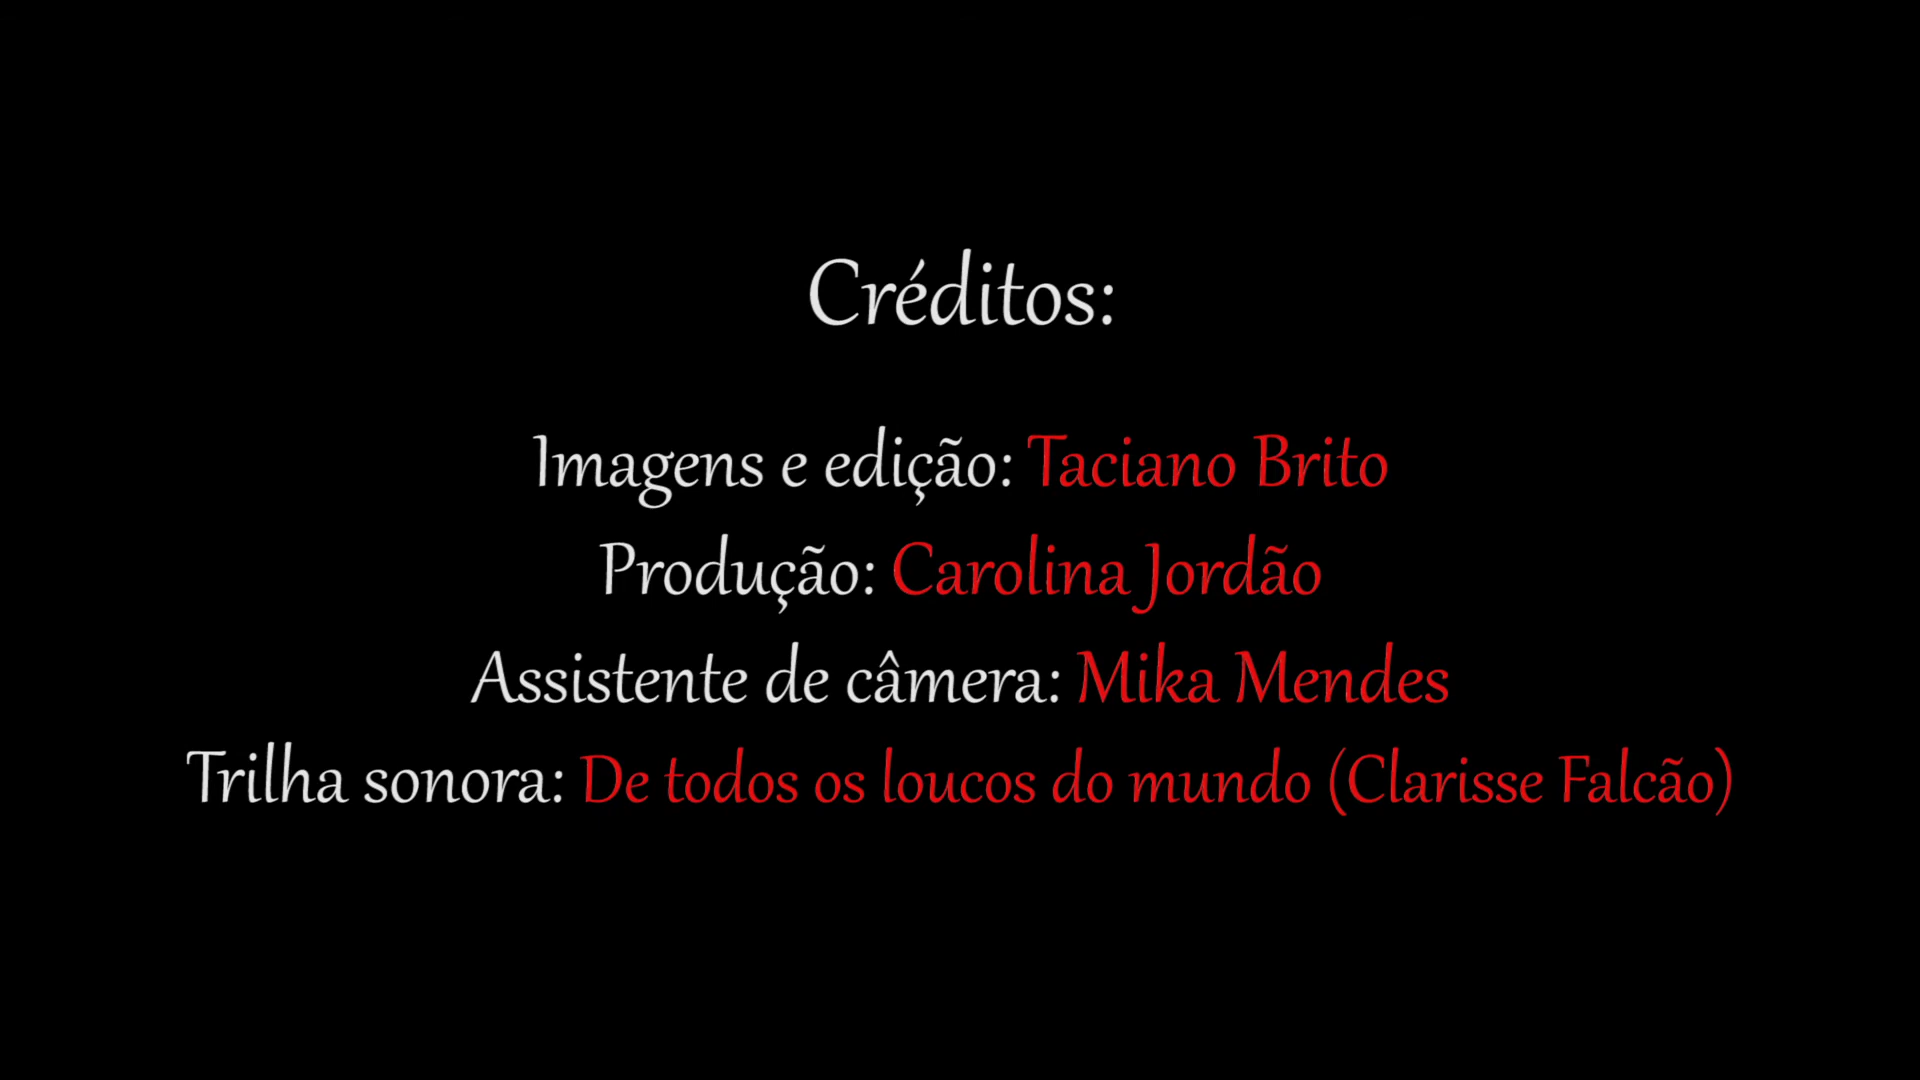 Créditos:
Imagens e edição: Taciano Brito
Produção: Carolina Jordão
Assistente de câmera: Mika Mendes
Trilha sonora: De todos os loucos do mundo (Clarisse Falcão)